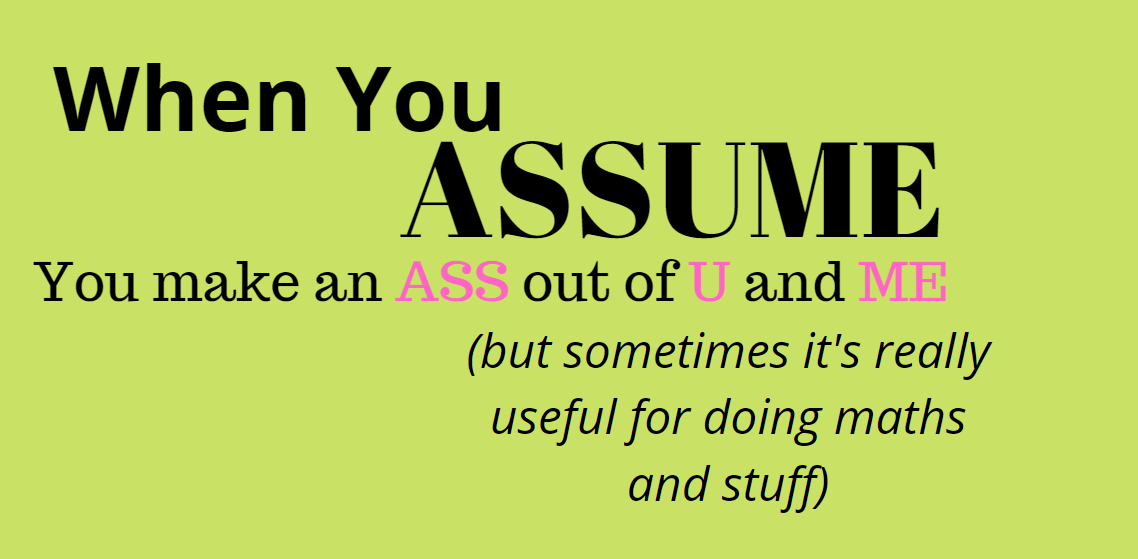 When You
ASSUME
You make an ASS out of U and ME
(but sometimes it's really
useful for doing maths
and stuff)